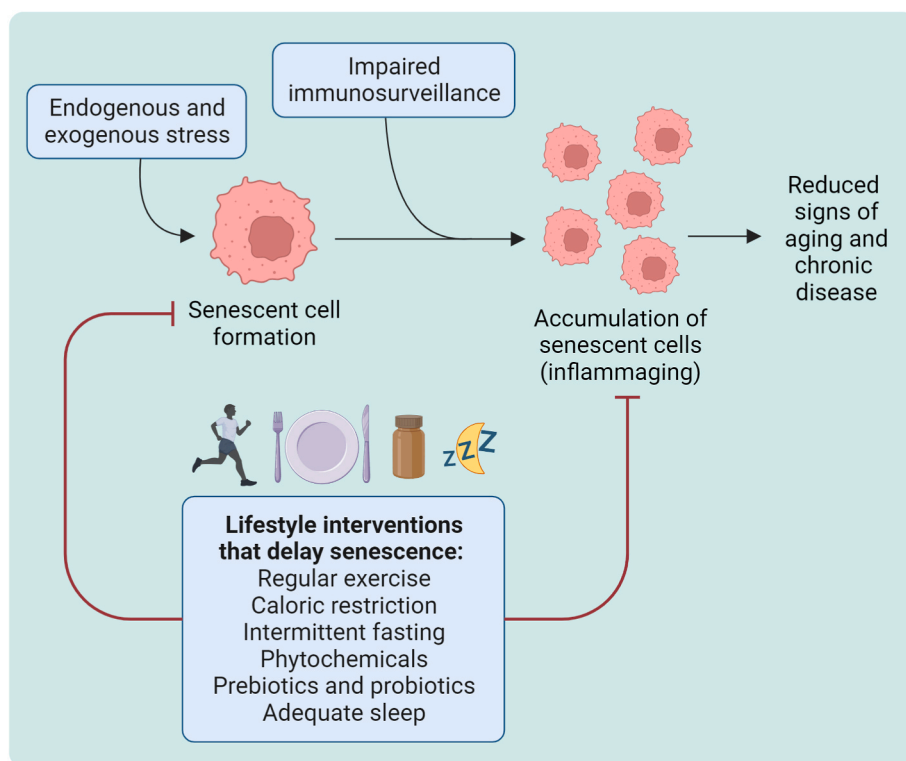 Endogenous and
exogenous stress
Impaired
immunosurveillance
Senescent cell
formation
Accumulation of
senescent cells
(inflammaging)
Reduced
signs of
aging and
chronic
disease
z
Z
Z
Lifestyle interventions
that delay senescence:
Regular exercise
Caloric restriction
Intermittent fasting
Phytochemicals
Prebiotics and probiotics
Adequate sleep